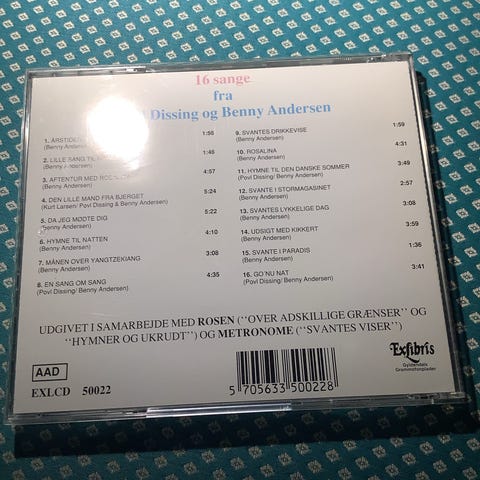 16 sange
fra
Dissing og Benny Andersen
1. ÅRSTIDER 1:58
(Benny Andersen)
2. LILLE SANG TIL 1:46
(Benny Andersen)
3. AFTENTUR MED 4:57
(Benny Andersen)
4. DEN LILLE MAND FRA BJERGET 5:24
(Kurt Larsen/ Povl Dissing & Benny Andersen)
5. DA JEG MØDTE DIG 5:22
(Benny Andersen)
6. HYMNE TIL NATTEN 4:10
(Benny Andersen)
7. MÅNEN OVER YANGTZEKIANG 3:08
(Benny Andersen)
8. EN SANG OM SANG 4:35
(Povl Dissing/ Benny Andersen)
9. SVANTES DRIKKEVISE 1:59
(Benny Andersen)
10. ROSALINA 4:31
(Benny Andersen)
11. HYMNE TIL DEN DANSKE SOMMER 3:49
(Povl Dissing/ Benny Andersen)
12. SVANTE I STORMAGASINET 2:57
(Benny Andersen)
13. SVANTES LYKKELIGE DAG 3:08
(Benny Andersen)
14. UDSIGT MED KIKKERT 3:59
(Benny Andersen)
15. SVANTE I PARADIS 1:36
(Benny Andersen)
16. GO'NU NAT 3:41
(Povl Dissing/ Benny Andersen)
UDGIVET I SAMARBEJDE MED ROSEN (''OVER ADSKILLIGE GRÆNSER'' OG
''HYMNER OG UKRUDT'') OG METRONOME (''SVANTES VISER'')
AAD
EXLCD 50022
5 705633 500228
Exlibris
Gyldendals
Grammofonplader